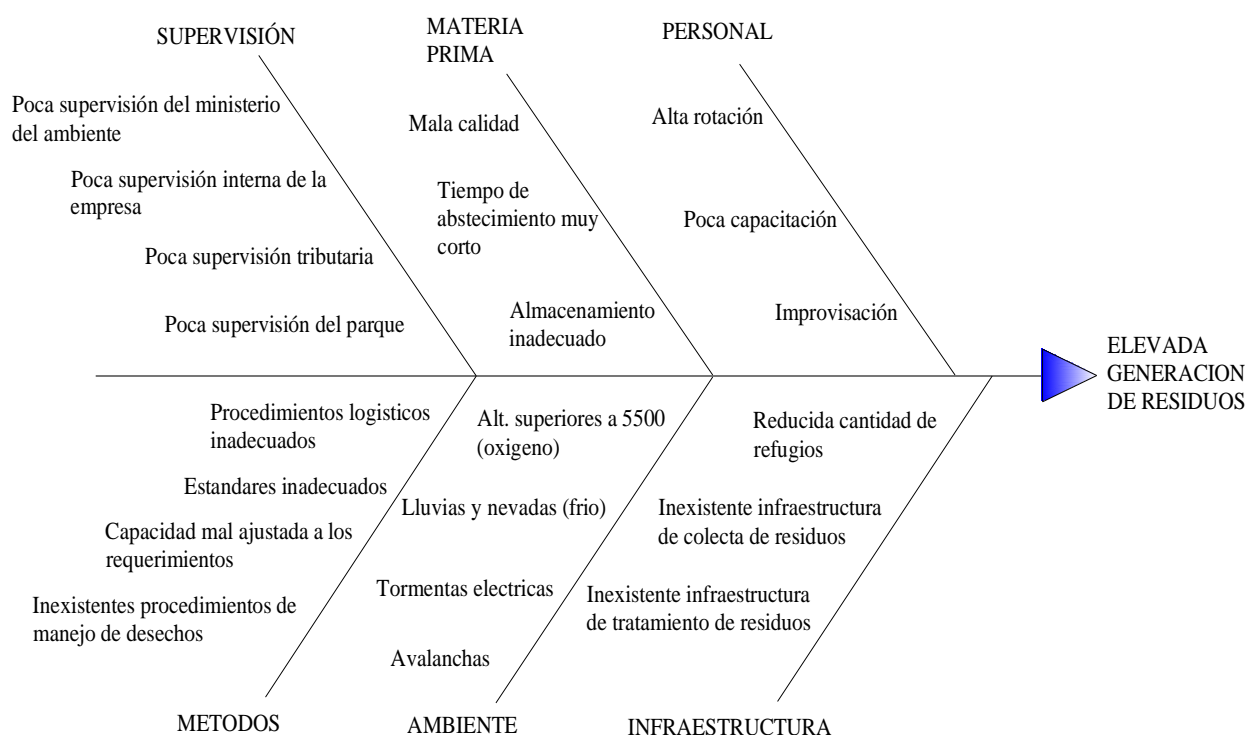 SUPERVISIÓN
Poca supervisión del ministerio
del ambiente
Poca supervisión interna de la
empresa
Poca supervisión tributaria
Poca supervisión del parque
MATERIA
PRIMA
Mala calidad
Tiempo de
abastecimiento muy
corto
Almacenamiento
inadecuado
PERSONAL
Alta rotación
Poca capacitación
Improvisación
ELEVADA
GENERACION
DE RESIDUOS
Procedimientos logisticos
inadecuados
Estandares inadecuados
Capacidad mal ajustada a los
requerimientos
Inexistentes procedimientos de
manejo de desechos
METODOS
Alt. superiores a 5500
(oxigeno)
Lluvias y nevadas (frio)
Tormentas electricas
Avalanchas
AMBIENTE
Reducida cantidad de
refugios
Inexistente infraestructura
de colecta de residuos
Inexistente infraestructura
de tratamiento de residuos
INFRAESTRUCTURA